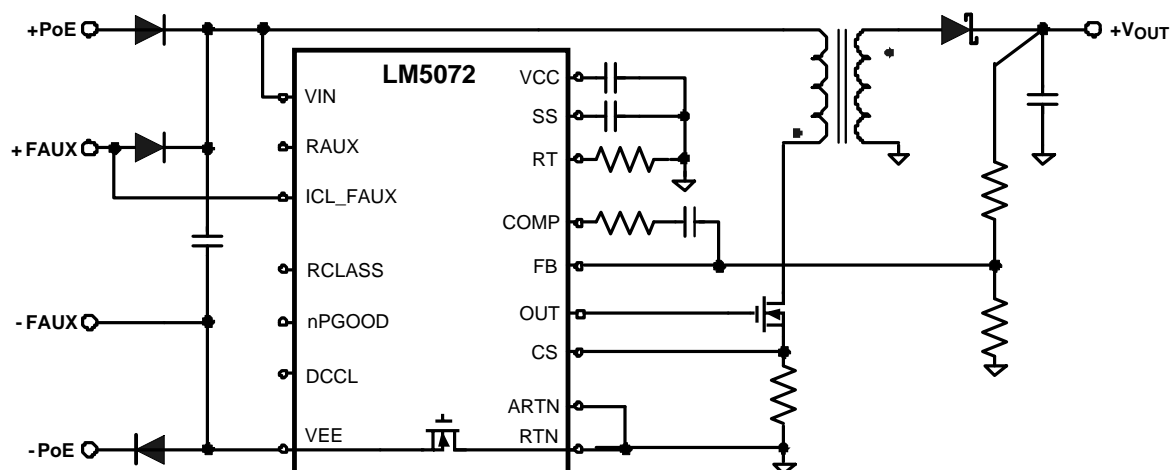 +PoE
+VOUT
LM5072
VCC
VIN
SS
+FAUX
RAUX
RT
ICL_FAUX
COMP
FB
RCLASS
OUT
-FAUX
nPGOOD
CS
DCCL
ARTN
-PoE
VEE
RTN